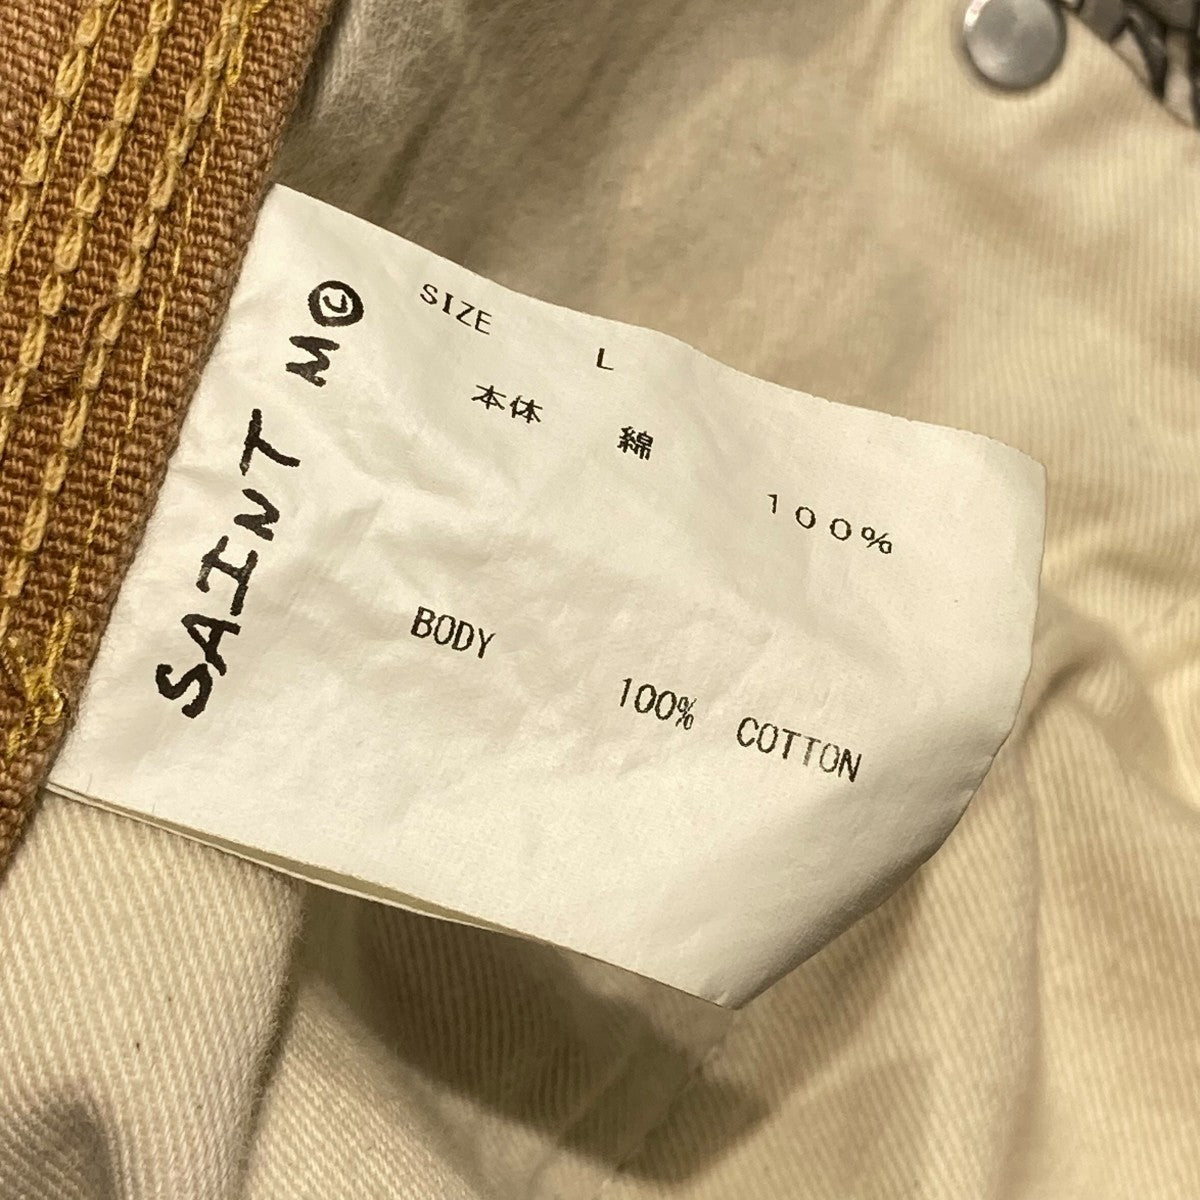 SAINT M Ⓛ
SIZE L
本体 綿 100%
BODY
100% COTTON